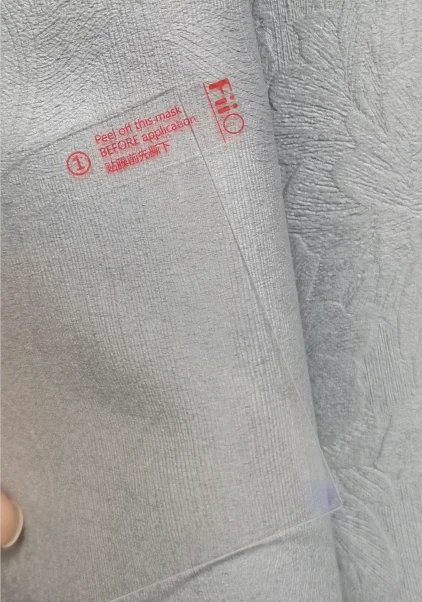 ① Peel off this mask
BEFORE application
贴膜前先撕下
FiiO